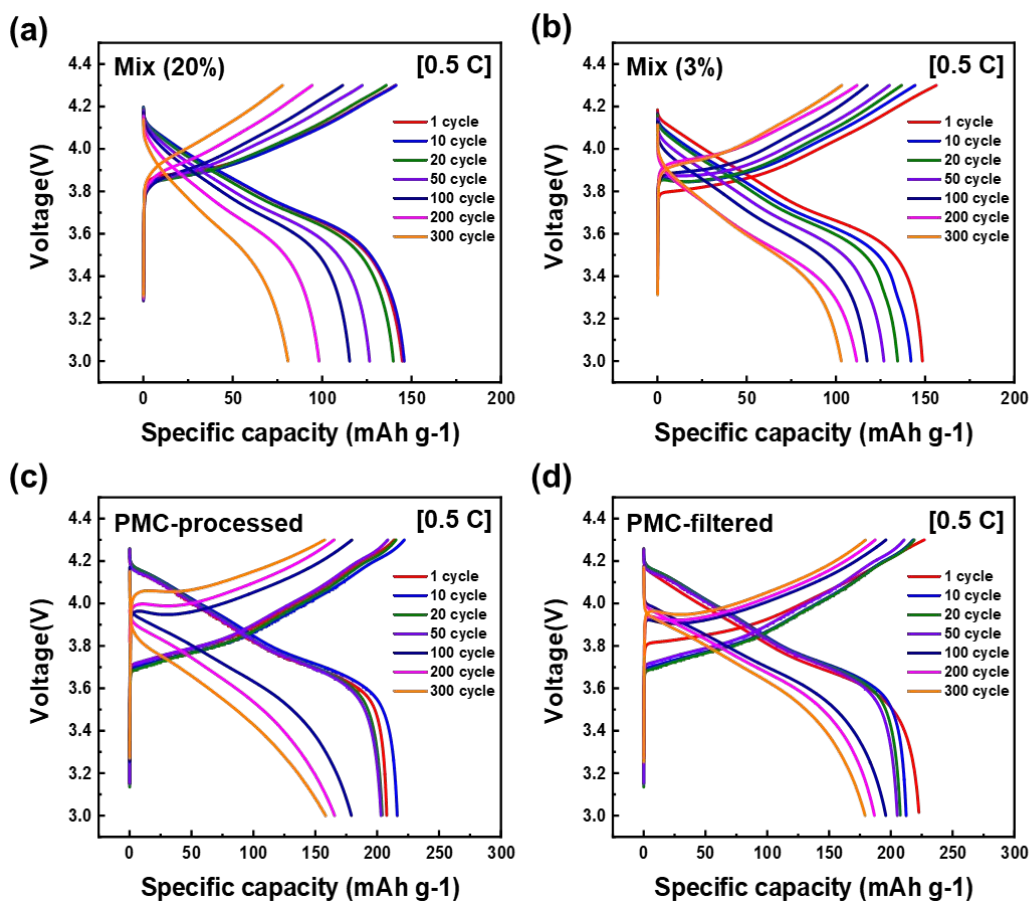 (a)
Mix (20%)
[0.5 C]
1 cycle
10 cycle
20 cycle
50 cycle
100 cycle
200 cycle
300 cycle
4.4
4.2
4.0
3.8
3.6
3.4
3.2
3.0
Voltage(V)
0
50
100
150
200
Specific capacity (mAh g-1)
(b)
Mix (3%)
[0.5 C]
1 cycle
10 cycle
20 cycle
50 cycle
100 cycle
200 cycle
300 cycle
4.4
4.2
4.0
3.8
3.6
3.4
3.2
3.0
Voltage(V)
0
50
100
150
200
Specific capacity (mAh g-1)
(c)
PMC-processed
[0.5 C]
1 cycle
10 cycle
20 cycle
50 cycle
100 cycle
200 cycle
300 cycle
4.4
4.2
4.0
3.8
3.6
3.4
3.2
3.0
Voltage(V)
0
50
100
150
200
250
300
Specific capacity (mAh g-1)
(d)
PMC-filtered
[0.5 C]
1 cycle
10 cycle
20 cycle
50 cycle
100 cycle
200 cycle
300 cycle
4.4
4.2
4.0
3.8
3.6
3.4
3.2
3.0
Voltage(V)
0
50
100
150
200
250
300
Specific capacity (mAh g-1)